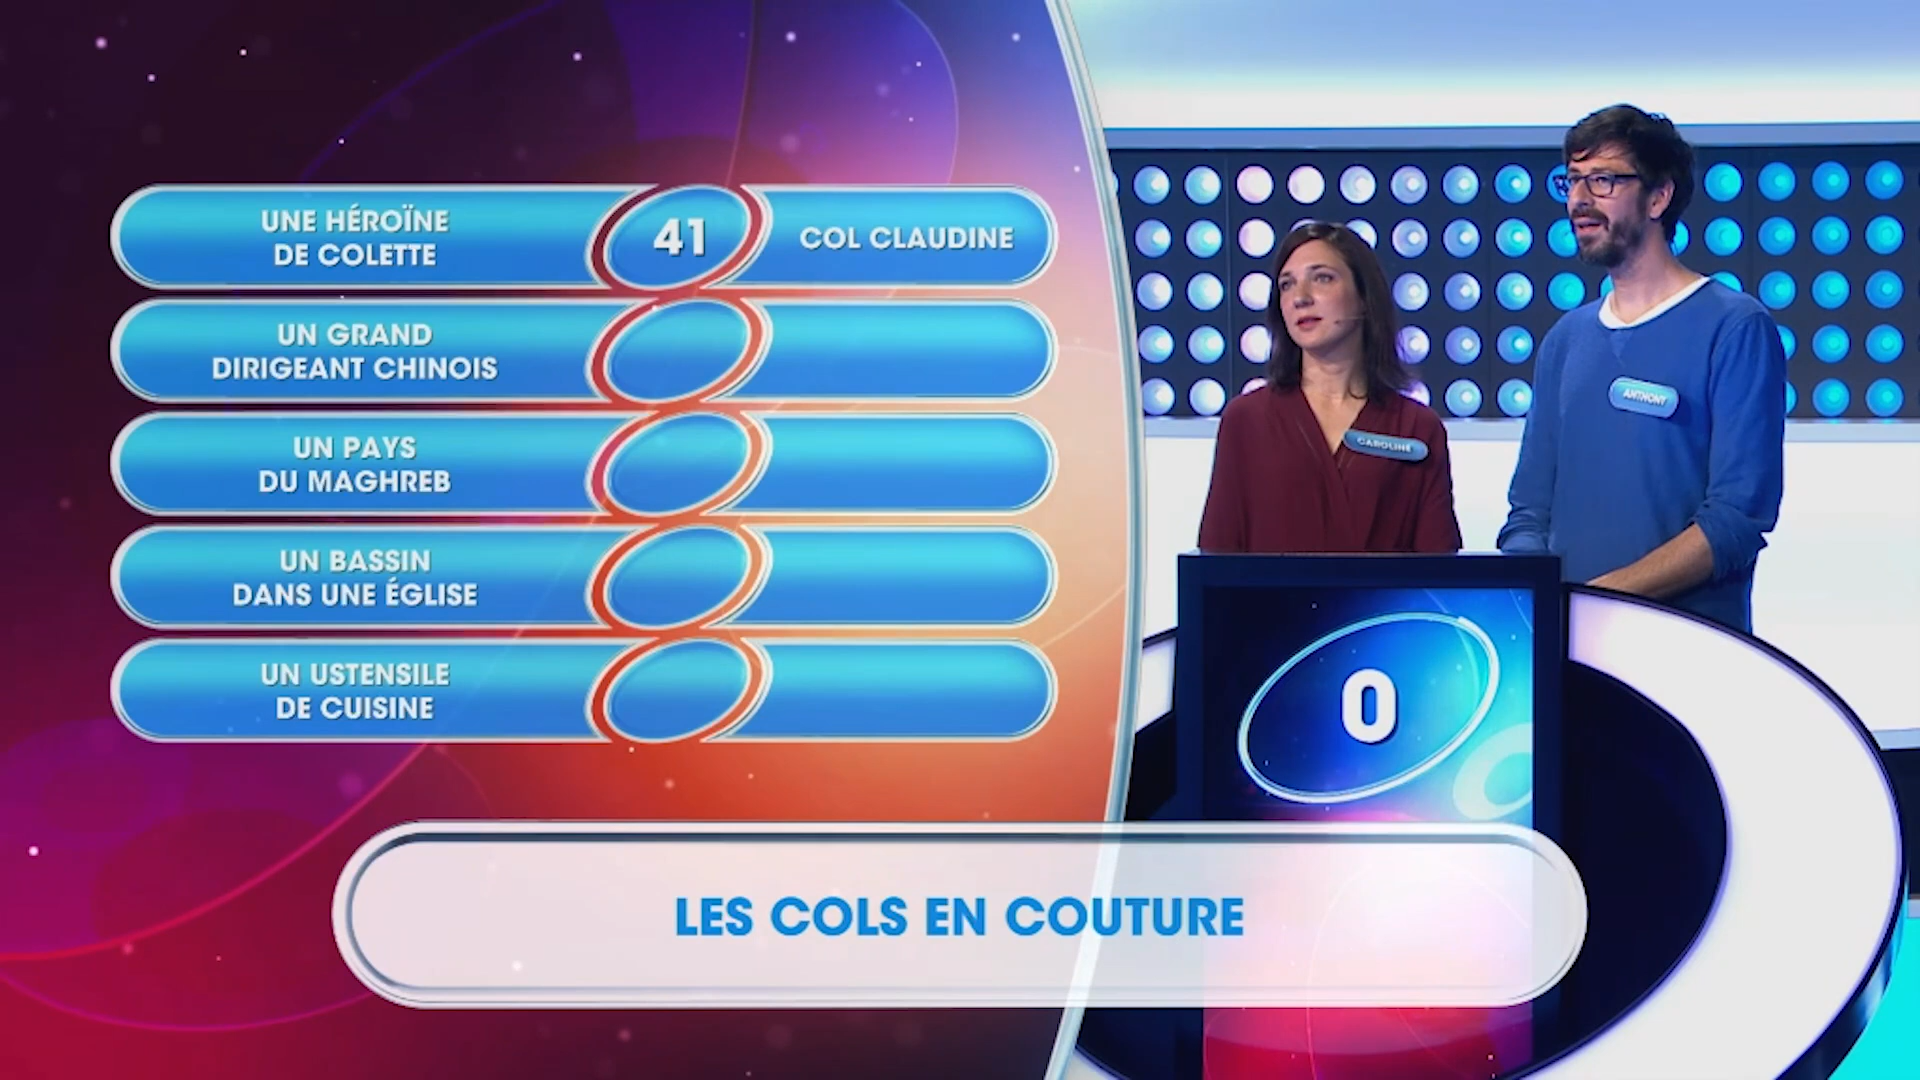 UNE HÉROÏNE
DE COLETTE
41
COL CLAUDINE
UN GRAND
DIRIGEANT CHINOIS
UN PAYS
DU MAGHREB
UN BASSIN
DANS UNE ÉGLISE
UN USTENSILE
DE CUISINE
CAROLINE
ANTHONY
0
LES COLS EN COUTURE